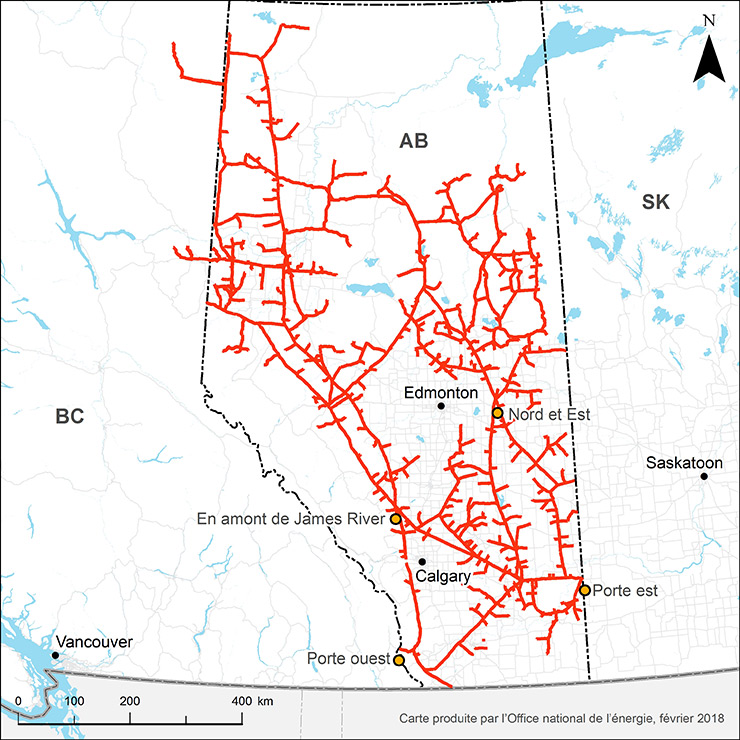 N
AB
SK
Edmonton
Nord et Est
BC
Saskatoon
En amont de James River
Calgary
Porte est
Vancouver
Porte ouest
0 100 200 400 km
Carte produite par l’Office national de l’énergie, février 2018